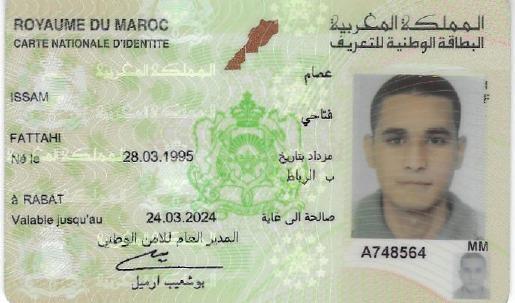 ROYAUME DU MAROC
المملكة المغربية
CARTE NATIONALE D'IDENTITE
البطاقة الوطنية للتعريف
عصام
ISSAM
فتاحي
FATTAHI
Né le 28.03.1995 مزداد بتاريخ
ب الرباط
à RABAT
Valable jusqu'au 24.03.2024 صالحة الى غاية
المدير العام للأمن الوطني
بوشعيب ارميل
A748564
MM